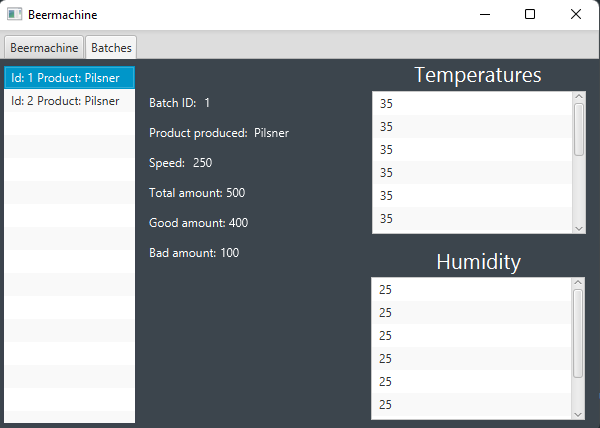 Beermachine
Beermachine Batches
Id: 1 Product: Pilsner
Id: 2 Product: Pilsner
Batch ID: 1
Product produced: Pilsner
Speed: 250
Total amount: 500
Good amount: 400
Bad amount: 100
Temperatures
35
35
35
35
35
35
Humidity
25
25
25
25
25
25